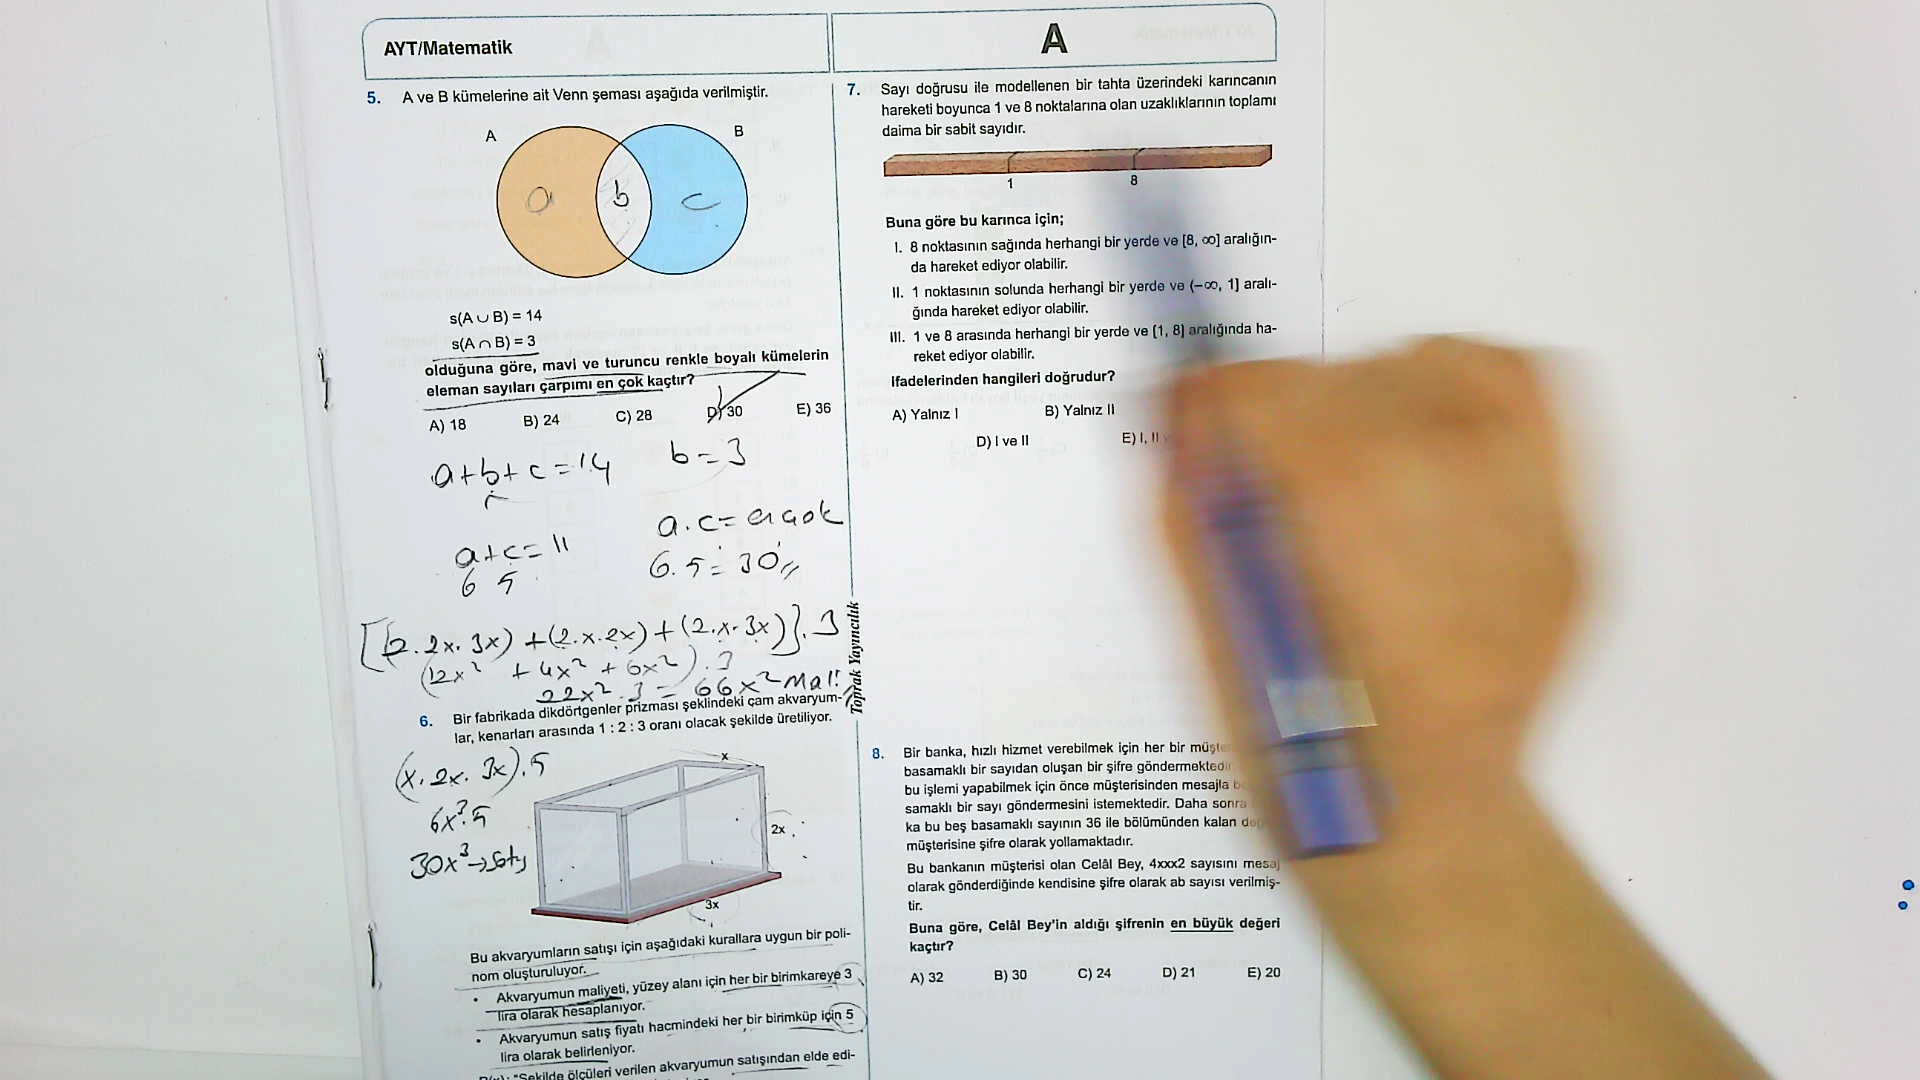 AYT/Matematik
A
5. A ve B kümelerine ait Venn şeması aşağıda verilmiştir.
A
B
a
b
c
s(A ∪ B) = 14
s(A ∩ B) = 3
olduğuna göre, mavi ve turuncu renkle boyalı kümelerin
eleman sayıları çarpımı en çok kaçtır?
A) 18 B) 24 C) 28 D) 30 E) 36
a+b+c=14
b=3
a+c=11
6 5
a.c=en çok
6.5=30
[(2.2x.3x)+(2.x.2x)+(2.x.3x)].3
(12x² + 4x² + 6x²).3
22x².3 = 66x² Mal
6. Bir fabrikada dikdörtgenler prizması şeklindeki çam akvaryum-
lar, kenarları arasında 1 : 2 : 3 oranı olacak şekilde üretiliyor.
(x.2x.3x).5
6x³.5
30x³→Satış
x
2x
3x
Bu akvaryumların satışı için aşağıdaki kurallara uygun bir poli-
nom oluşturuluyor.
• Akvaryumun maliyeti, yüzey alanı için her bir birimkareye 3
lira olarak hesaplanıyor.
• Akvaryumun satış fiyatı hacmindeki her bir birimküp için 5
lira olarak belirleniyor.
"Şekilde ölçüleri verilen akvaryumun satışından elde edi-
Toprak Yayıncılık
7. Sayı doğrusu ile modellenen bir tahta üzerindeki karıncanın
hareketi boyunca 1 ve 8 noktalarına olan uzaklıklarının toplamı
daima bir sabit sayıdır.
1
8
Buna göre bu karınca için;
I. 8 noktasının sağında herhangi bir yerde ve [8, ∞] aralığın-
da hareket ediyor olabilir.
II. 1 noktasının solunda herhangi bir yerde ve (−∞, 1] aralı-
ğında hareket ediyor olabilir.
III. 1 ve 8 arasında herhangi bir yerde ve [1, 8] aralığında ha-
reket ediyor olabilir.
Ifadelerinden hangileri doğrudur?
A) Yalnız I B) Yalnız II
D) I ve II E) I, II
8. Bir banka, hızlı hizmet verebilmek için her bir
basamaklı bir sayıdan oluşan bir şifre göndermektedir
bu işlemi yapabilmek için önce müşterisinden mesajla
samaklı bir sayı göndermesini istemektedir. Daha sonra
ka bu beş basamaklı sayının 36 ile bölümünden kalan
müşterisine şifre olarak yollamaktadır.
Bu bankanın müşterisi olan Celâl Bey, 4xxx2 sayısını mesaj
olarak gönderdiğinde kendisine şifre olarak ab sayısı verilmiş-
tir.
Buna göre, Celâl Bey'in aldığı şifrenin en büyük değeri
kaçtır?
A) 32 B) 30 C) 24 D) 21 E) 20